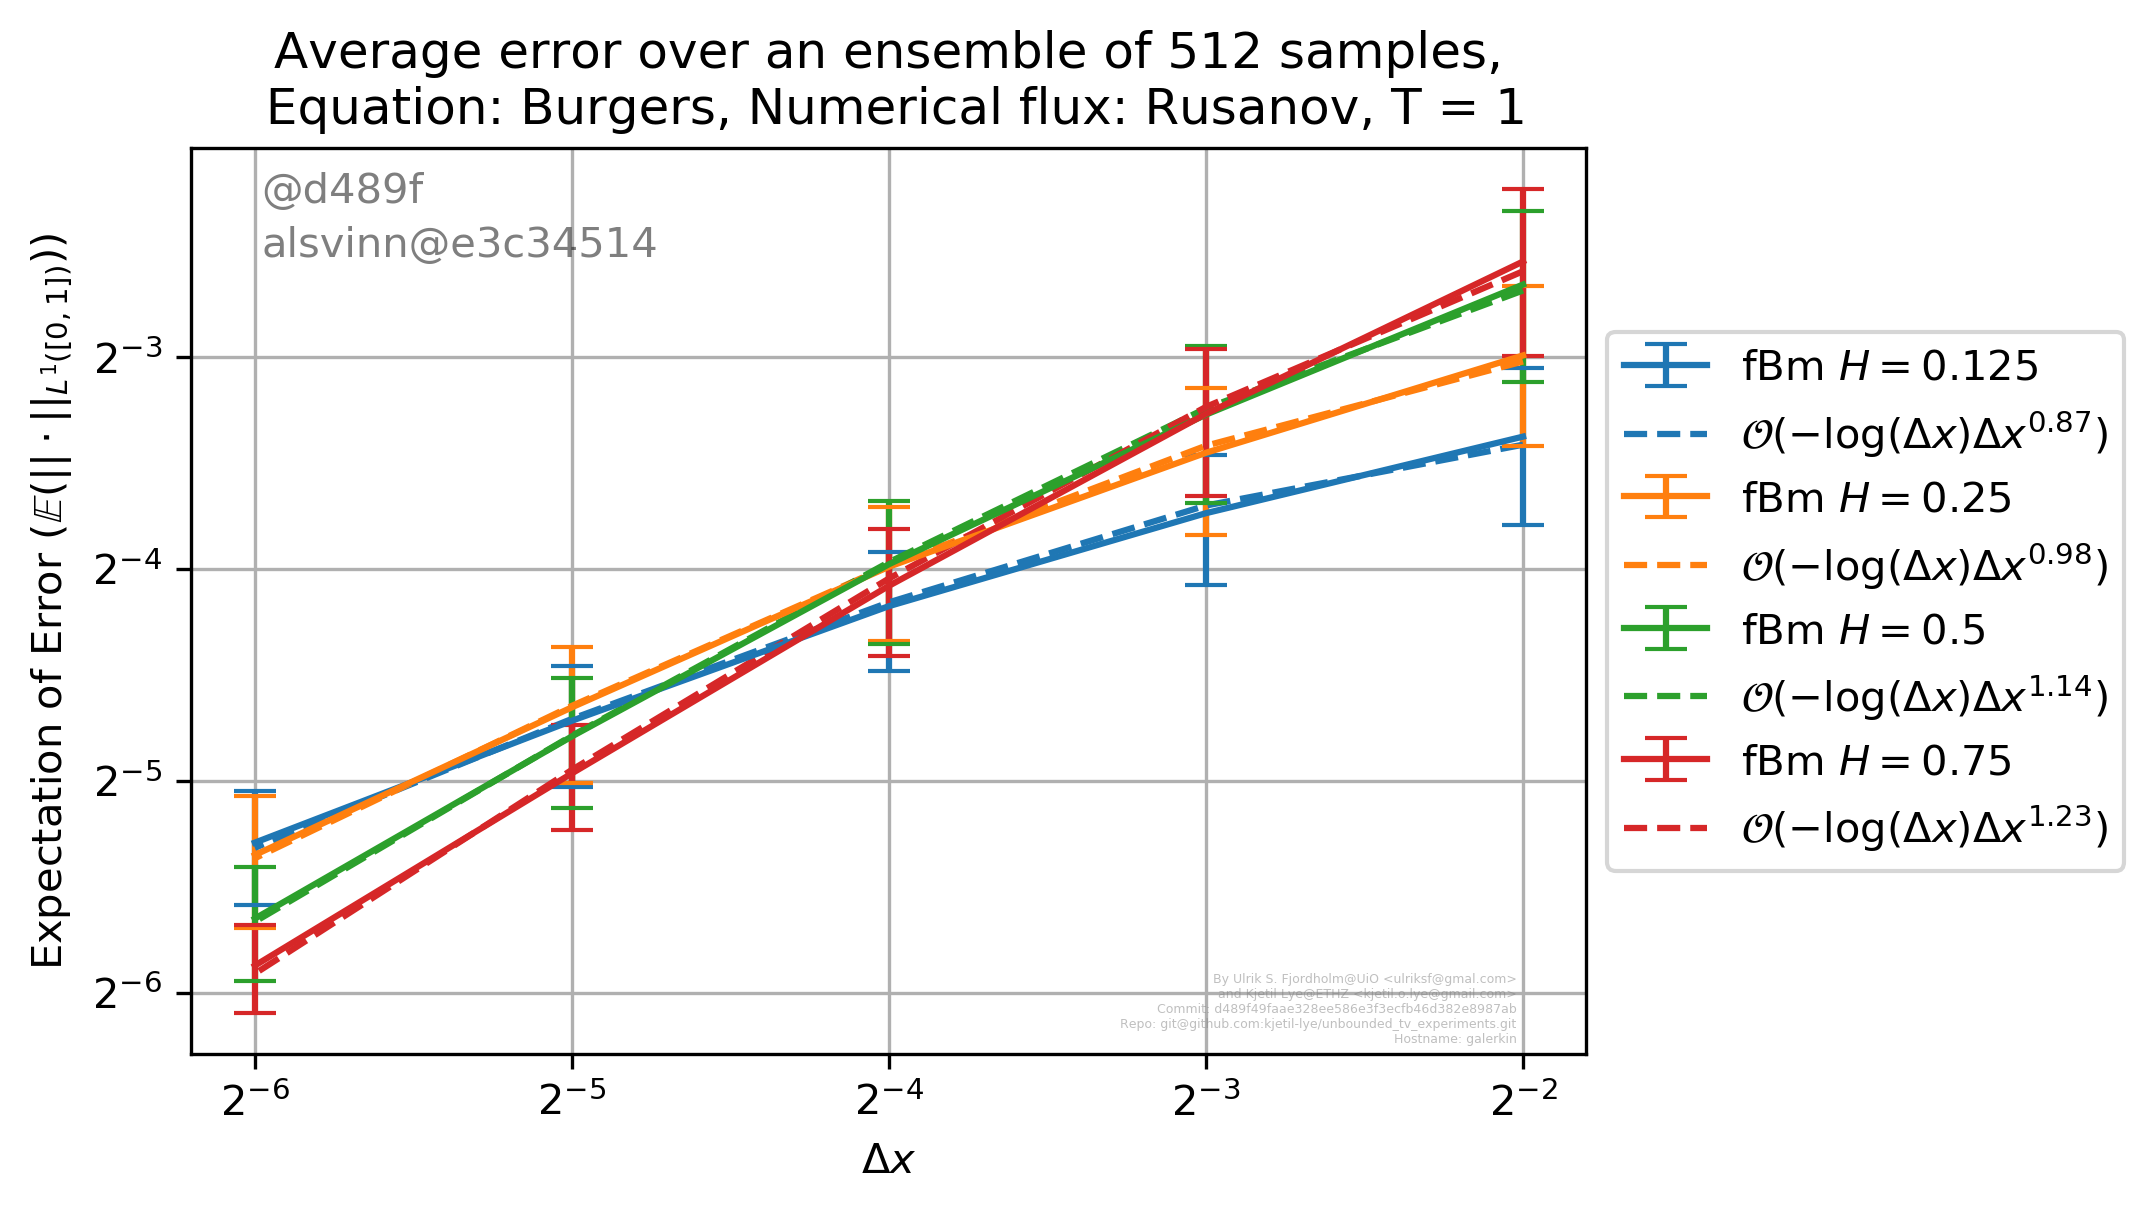 Average error over an ensemble of 512 samples,
Equation: Burgers, Numerical flux: Rusanov, T = 1
@d489f
alsvinn@e3c34514
Expectation of Error (𝔼(||·||_{L^1([0,1])}))
2^{-3}
2^{-4}
2^{-5}
2^{-6}
By Ulrik S. Fjordholm@UiO <ulriksf@gmal.com>
and Kjetil Lye@ETHZ <kjetil.o.lye@gmail.com>
Commit: d489f49faae328ee586e3f3ecfb46d382e8987ab
Repo: git@github.com:kjetil-lye/unbounded_tv_experiments.git
Hostname: galerkin
2^{-6} 2^{-5} 2^{-4} 2^{-3} 2^{-2}
Δx
fBm H = 0.125
𝒪(−log(Δx)Δx^{0.87})
fBm H = 0.25
𝒪(−log(Δx)Δx^{0.98})
fBm H = 0.5
𝒪(−log(Δx)Δx^{1.14})
fBm H = 0.75
𝒪(−log(Δx)Δx^{1.23})